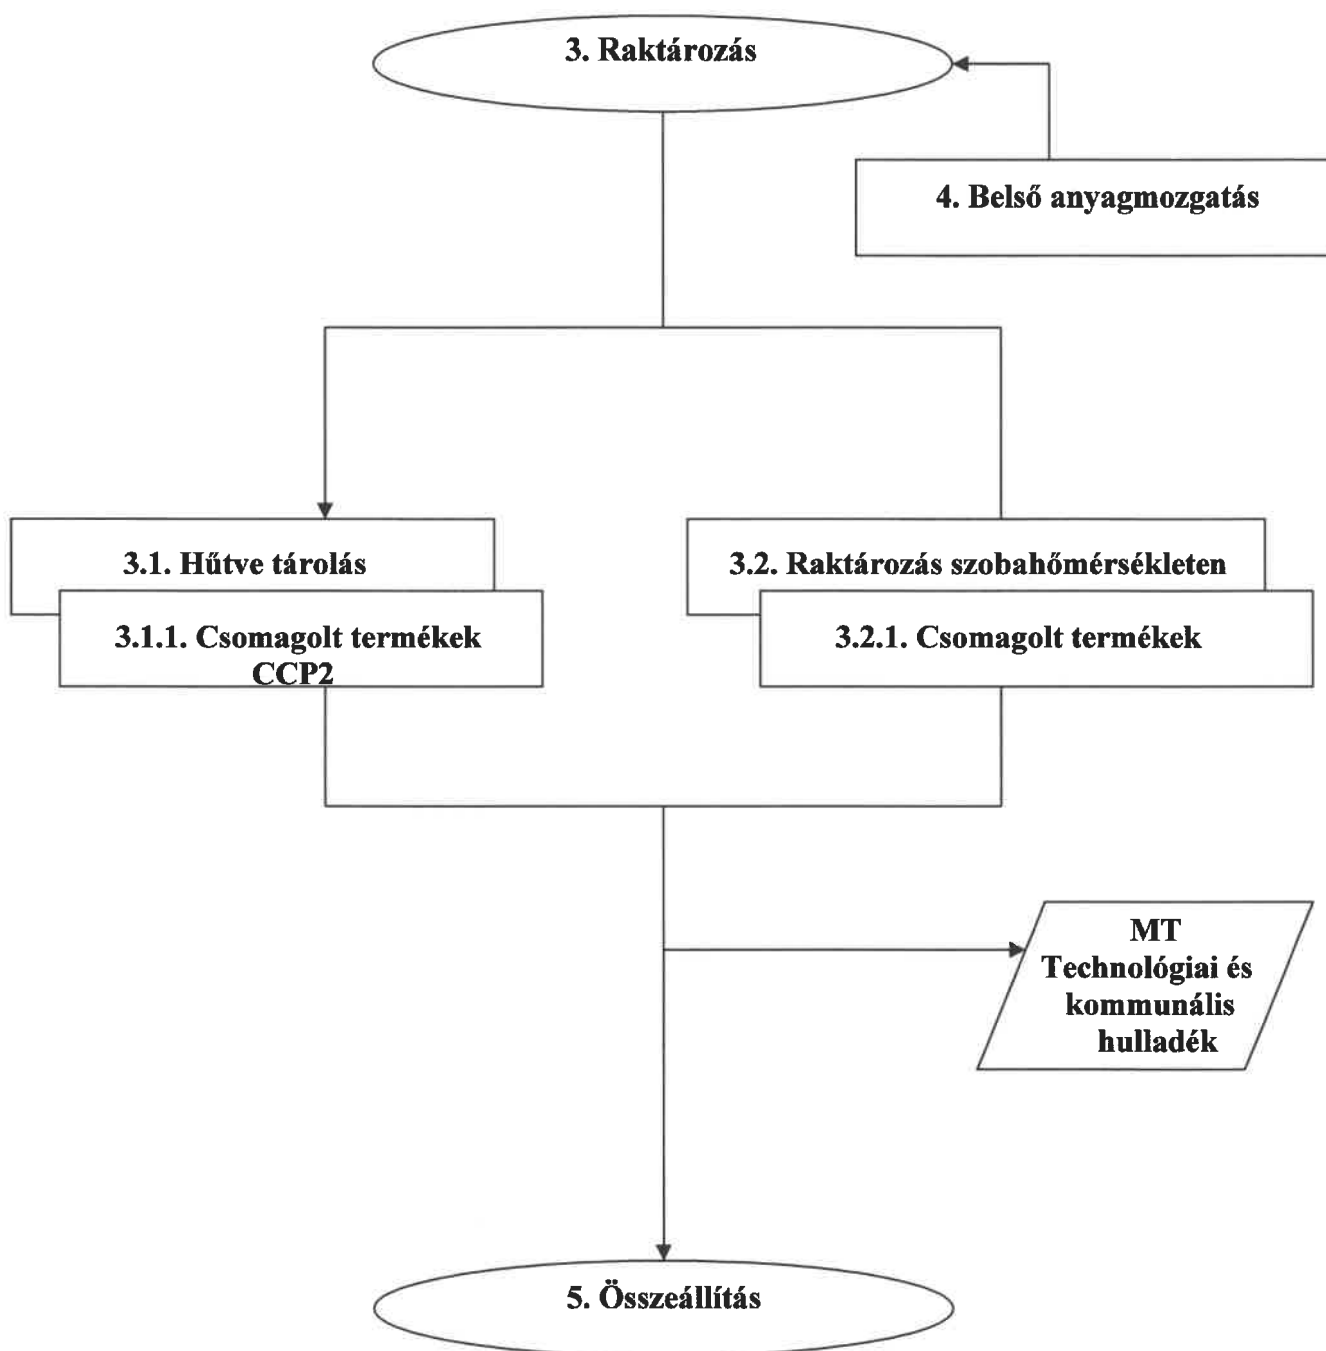 3. Raktározás
4. Belső anyagmozgatás
3.1. Hűtve tárolás
3.1.1. Csomagolt termékek
CCP2
3.2. Raktározás szobahőmérsékleten
3.2.1. Csomagolt termékek
MT
Technológiai és
kommunális
hulladék
5. Összeállítás